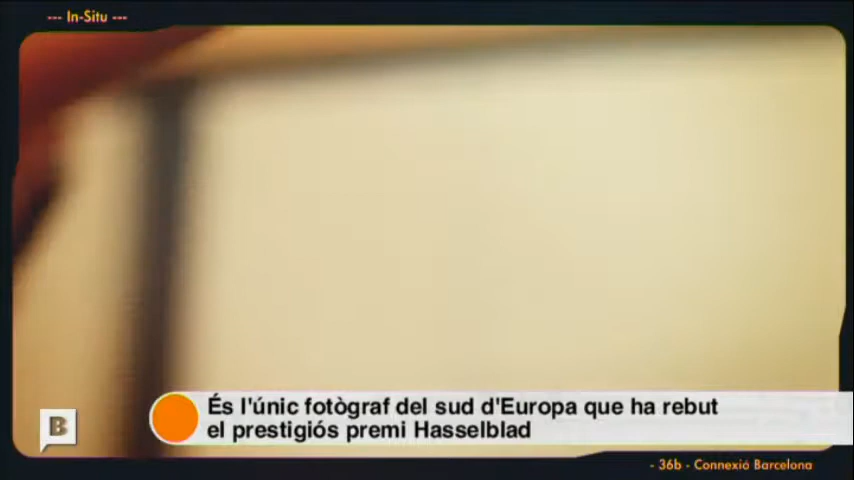 --- In-Situ ---
És l'únic fotògraf del sud d'Europa que ha rebut
el prestigiós premi Hasselblad
B
- 36b - Connexió Barcelona